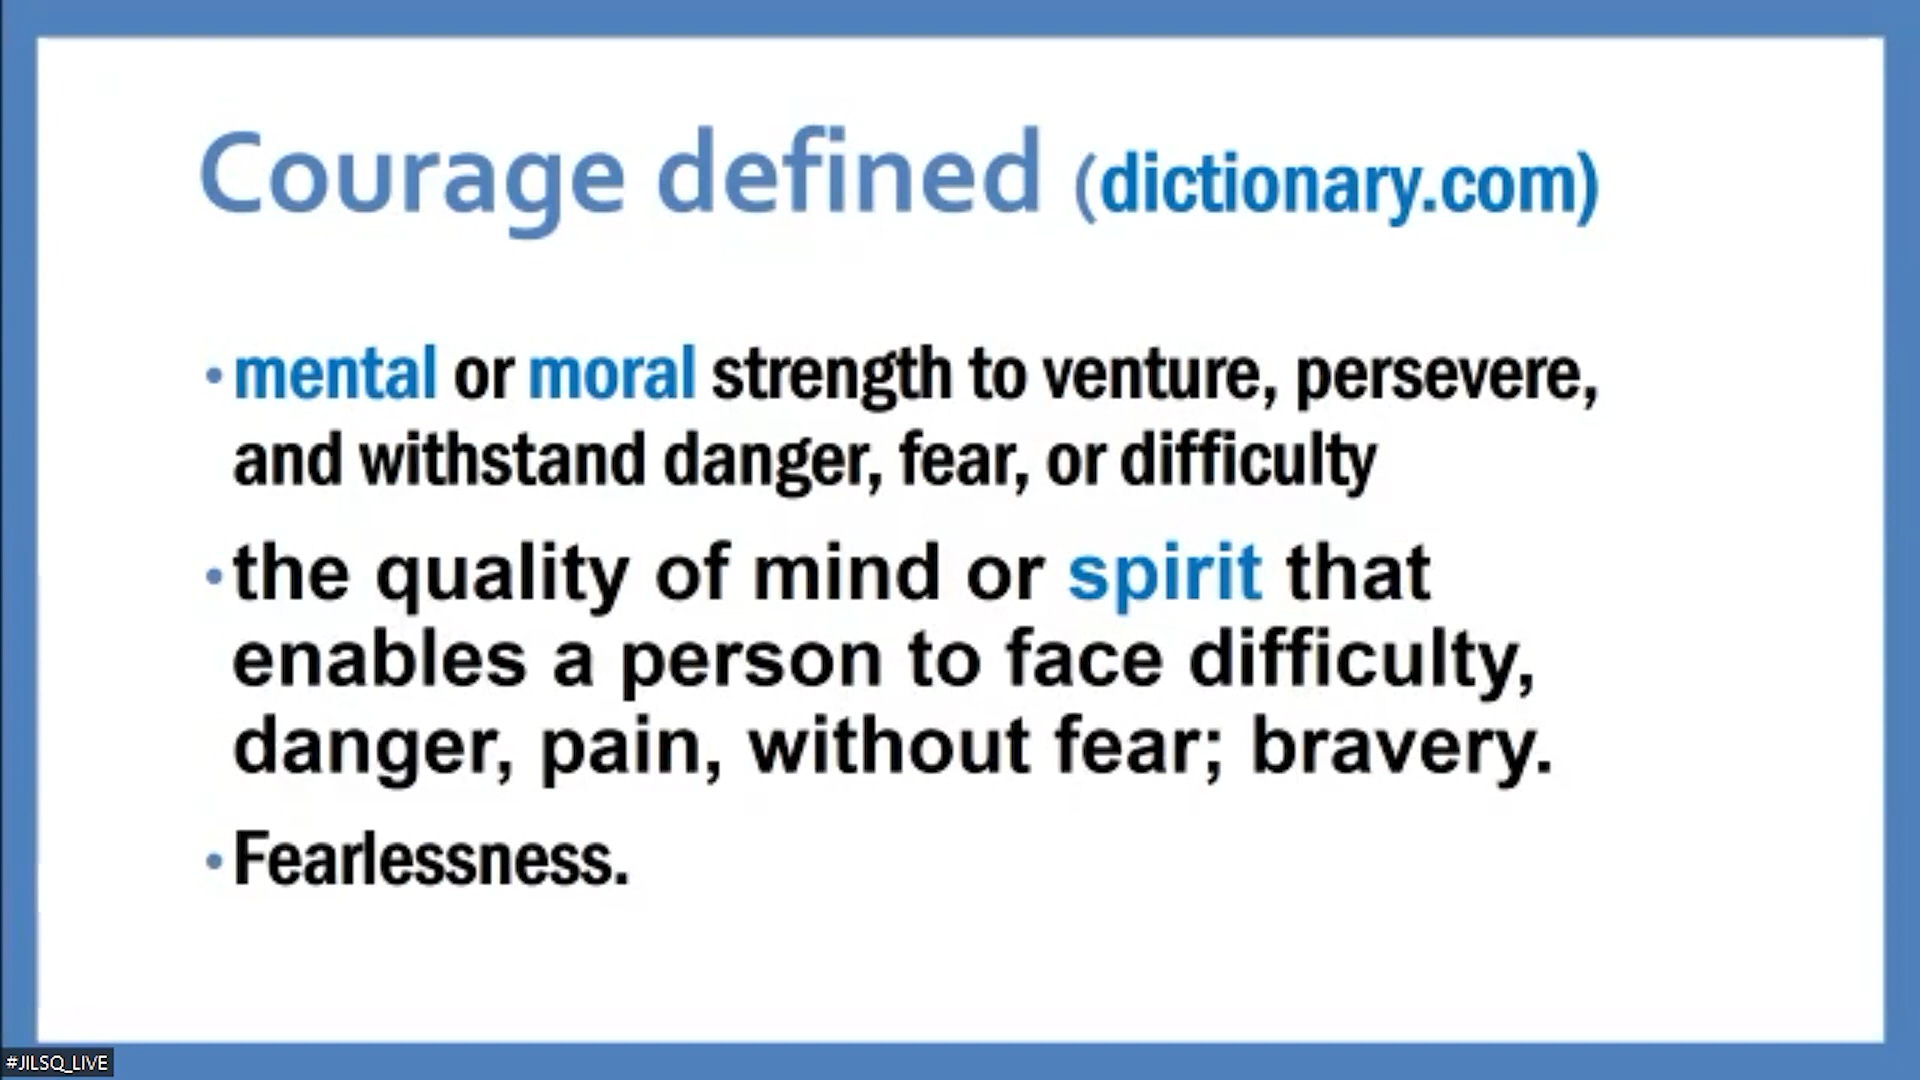 Courage defined (dictionary.com)
• mental or moral strength to venture, persevere,
and withstand danger, fear, or difficulty
• the quality of mind or spirit that
enables a person to face difficulty,
danger, pain, without fear; bravery.
• Fearlessness.
#JILSQ_LIVE